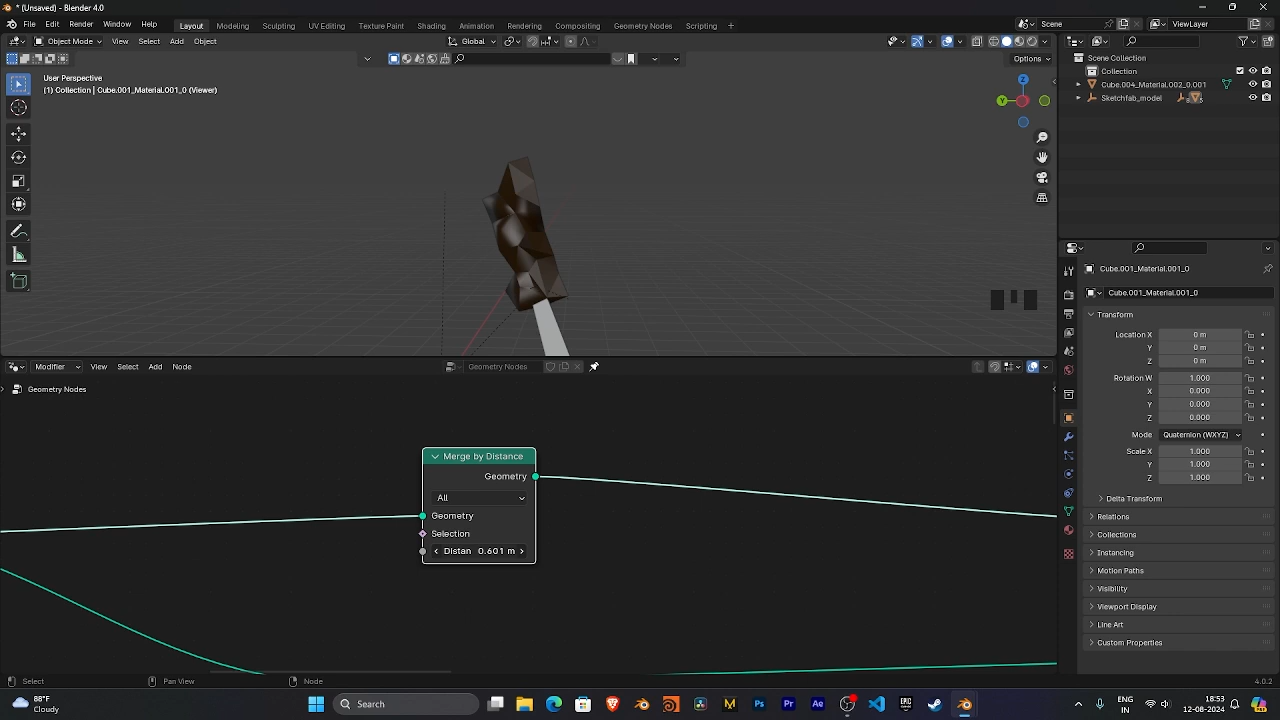 * (Unsaved) - Blender 4.0
File Edit Render Window Help Layout Modeling Sculpting UV Editing Texture Paint Shading Animation Rendering Compositing Geometry Nodes Scripting + Scene ViewLayer
Object Mode View Select Add Object Global
Options
User Perspective
(1) Collection | Cube.001_Material.001_0 (Viewer)
Z
Y
Scene Collection
Collection
Cube.004_Material.002_0.001
Sketchfab_model
Cube.001_Material.001_0
Cube.001_Material.001_0
Transform
Location X 0 m
Y 0 m
Z 0 m
Rotation W 1.000
X 0.000
Y 0.000
Z 0.000
Mode Quaternion (WXYZ)
Scale X 1.000
Y 1.000
Z 1.000
Delta Transform
Relations
Collections
Instancing
Motion Paths
Visibility
Viewport Display
Line Art
Custom Properties
Modifier View Select Add Node Geometry Nodes
Geometry Nodes
Merge by Distance
Geometry
All
Geometry
Selection
Distan 0.601 m
Select Pan View Node 4.0.2
88°F
Cloudy
Search
ENG
IN
18:53
12-08-2024